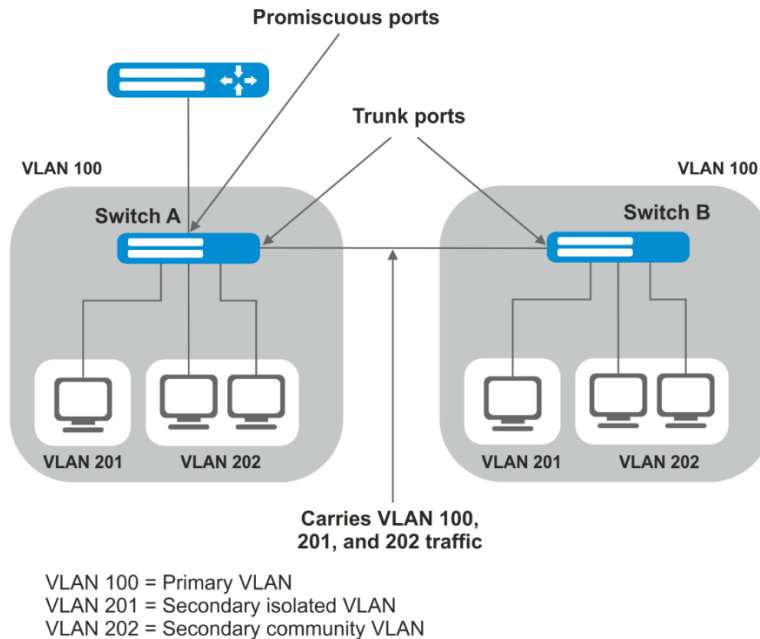 Promiscuous ports
Trunk ports
VLAN 100
VLAN 100
Switch A
Switch B
VLAN 201
VLAN 202
VLAN 201
VLAN 202
Carries VLAN 100,
201, and 202 traffic
VLAN 100 = Primary VLAN
VLAN 201 = Secondary isolated VLAN
VLAN 202 = Secondary community VLAN